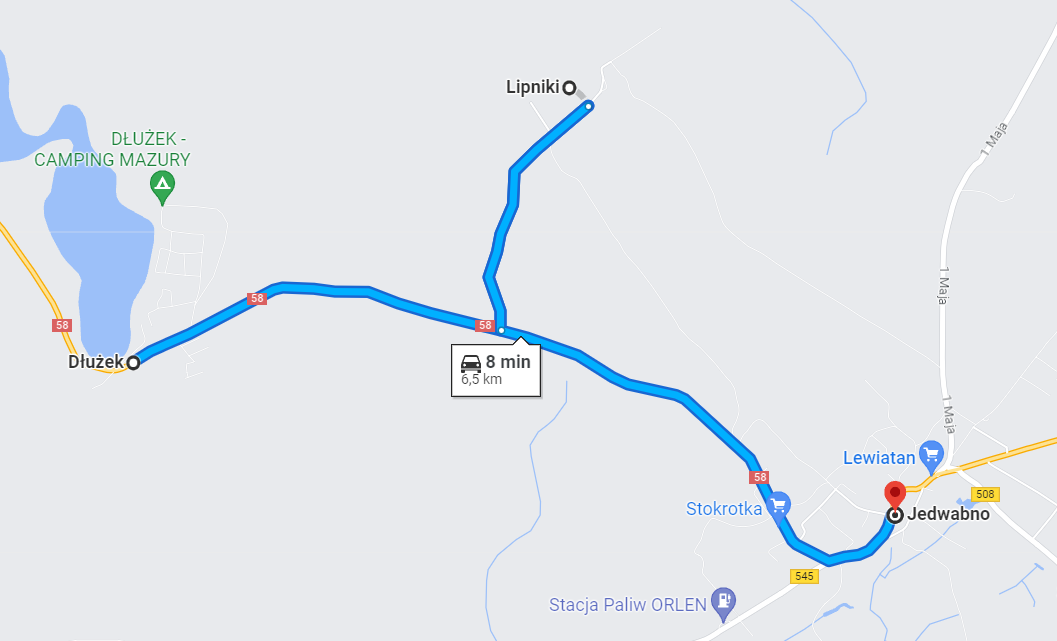 Lipniki
DŁUŻEK -
CAMPING MAZURY
1 Maja
1 Maja
58
58
58
Dłużek
8 min
6,5 km
1 Maja
Lewiatan
58
508
Stokrotka
Jedwabno
545
Stacja Paliw ORLEN